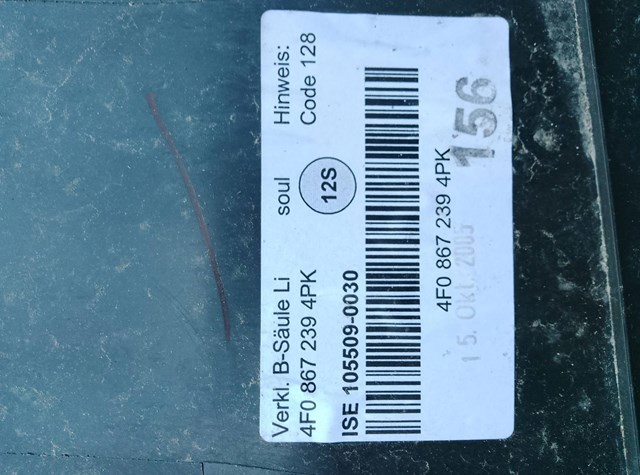 Verkl. B-Säule Li soul Hinweis:
4F0 867 239 4PK 12S Code 128
ISE 105509-0030
4F0 867 239 4PK
15. Okt. 2005 156